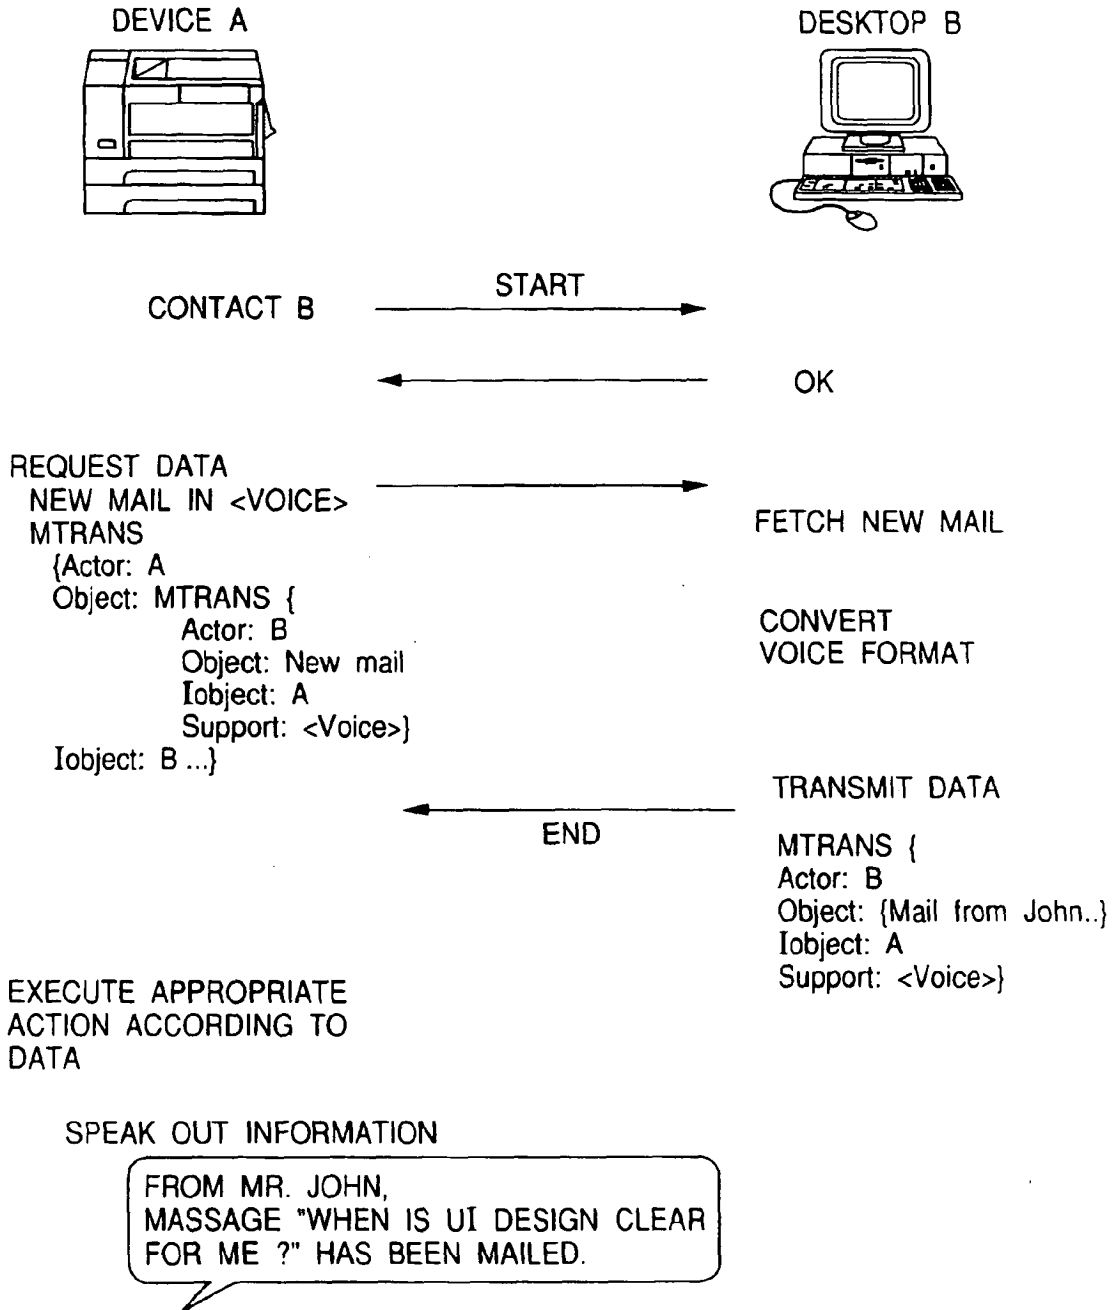 DEVICE A
DESKTOP B
CONTACT B
START
OK
REQUEST DATA
NEW MAIL IN <VOICE>
MTRANS
{Actor: A
Object: MTRANS {
Actor: B
Object: New mail
Iobject: A
Support: <Voice>}
Iobject: B ...}
FETCH NEW MAIL
CONVERT
VOICE FORMAT
TRANSMIT DATA
END
MTRANS {
Actor: B
Object: {Mail from John..}
Iobject: A
Support: <Voice>}
EXECUTE APPROPRIATE
ACTION ACCORDING TO
DATA
SPEAK OUT INFORMATION
FROM MR. JOHN,
MASSAGE "WHEN IS UI DESIGN CLEAR
FOR ME ?" HAS BEEN MAILED.